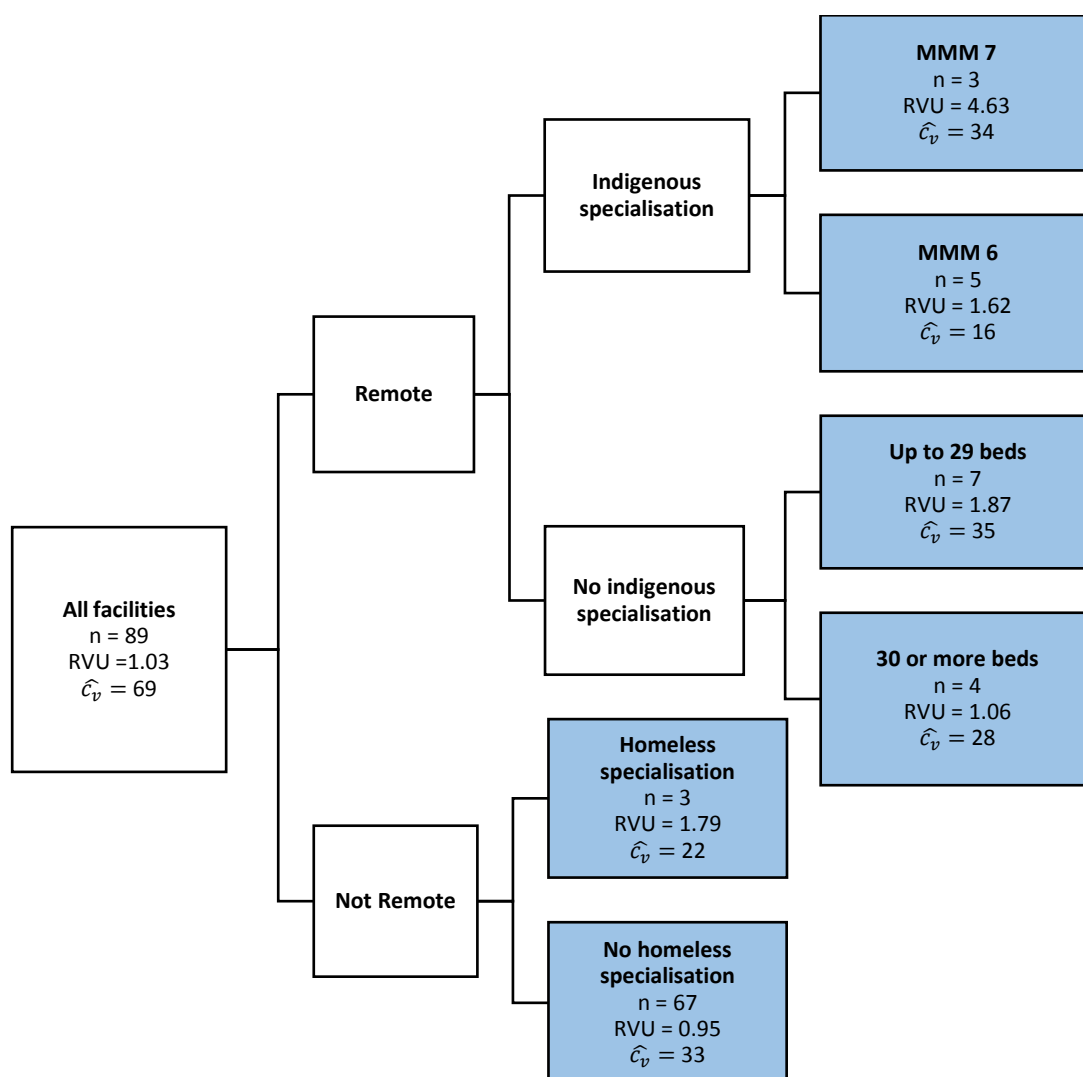 MMM 7
n = 3
RVU = 4.63
ĉᵥ = 34
Indigenous
specialisation
MMM 6
n = 5
RVU = 1.62
ĉᵥ = 16
Remote
Up to 29 beds
n = 7
RVU = 1.87
ĉᵥ = 35
No indigenous
specialisation
All facilities
n = 89
RVU =1.03
ĉᵥ = 69
30 or more beds
n = 4
RVU = 1.06
ĉᵥ = 28
Homeless
specialisation
n = 3
RVU = 1.79
ĉᵥ = 22
Not Remote
No homeless
specialisation
n = 67
RVU = 0.95
ĉᵥ = 33